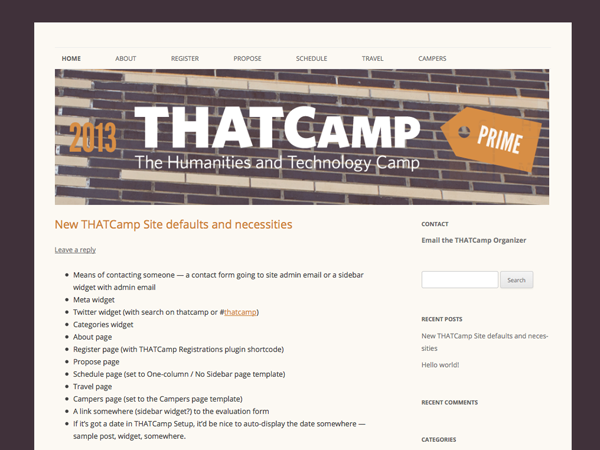 HOME ABOUT REGISTER PROPOSE SCHEDULE TRAVEL CAMPERS
2013 THATCAMP PRIME
The Humanities and Technology Camp
New THATCamp Site defaults and necessities
Leave a reply
Means of contacting someone — a contact form going to site admin email or a sidebar
widget with admin email
Meta widget
Twitter widget (with search on thatcamp or #thatcamp)
Categories widget
About page
Register page (with THATCamp Registrations plugin shortcode)
Propose page
Schedule page (set to One-column / No Sidebar page template)
Travel page
Campers page (set to the Campers page template)
A link somewhere (sidebar widget?) to the evaluation form
If it's got a date in THATCamp Setup, it'd be nice to auto-display the date somewhere —
sample post, widget, somewhere.
CONTACT
Email the THATCamp Organizer
Search
RECENT POSTS
New THATCamp Site defaults and neces-
sities
Hello world!
RECENT COMMENTS
CATEGORIES